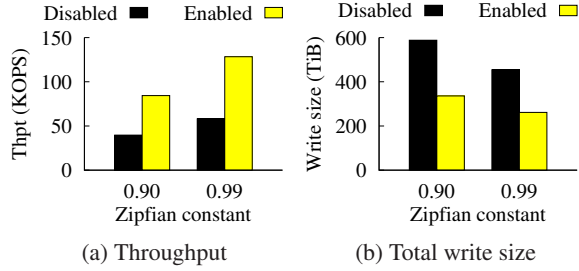 Disabled Enabled
Thpt (KOPS)
150
100
50
0
0.90 0.99
Zipfian constant
(a) Throughput
Disabled Enabled
Write size (TiB)
600
400
200
0
0.90 0.99
Zipfian constant
(b) Total write size